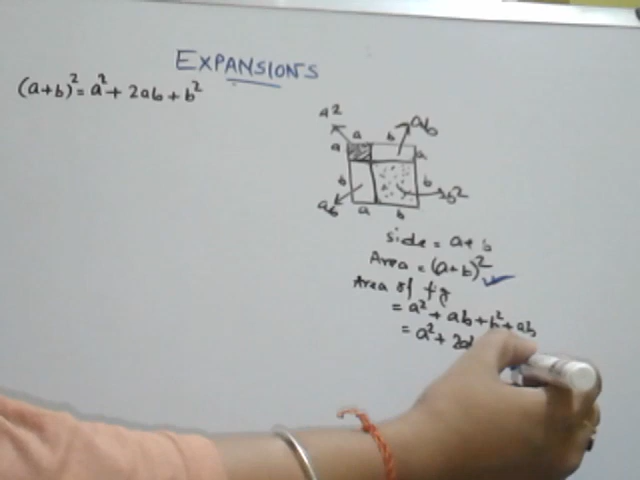 EXPANSIONS
(a+b)² = a² + 2ab + b²
a² ab
a b
a a
b b b²
ab
a b
side = a+b
Area = (a+b)²
Area of fig
= a² + ab + b² + ab
= a² + 2a